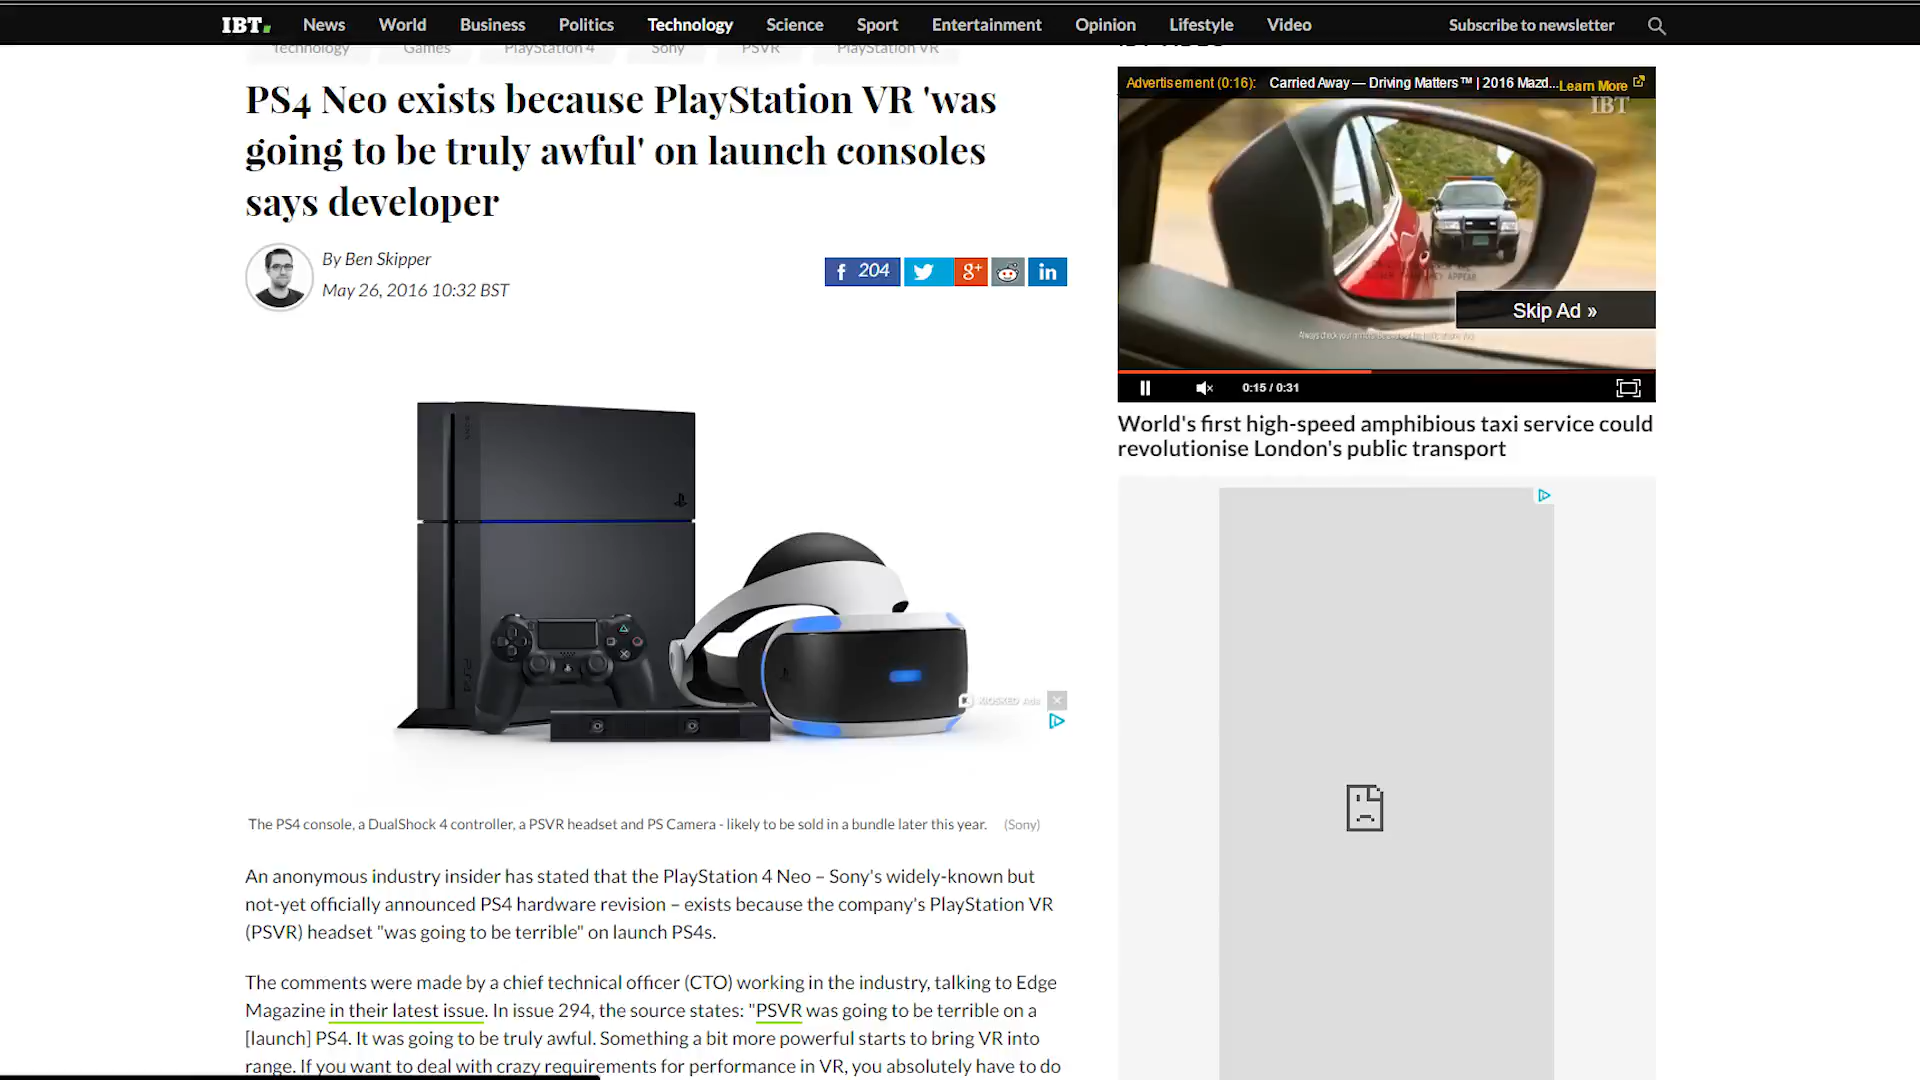 IBT.
News
World
Business
Politics
Technology
Science
Sport
Entertainment
Opinion
Lifestyle
Video
Subscribe to newsletter
Technology
Games
PlayStation 4
Sony
PSVR
PlayStation VR
PS4 Neo exists because PlayStation VR 'was
going to be truly awful' on launch consoles
says developer
By Ben Skipper
May 26, 2016 10:32 BST
204
The PS4 console, a DualShock 4 controller, a PSVR headset and PS Camera - likely to be sold in a bundle later this year. (Sony)
An anonymous industry insider has stated that the PlayStation 4 Neo – Sony's widely-known but
not-yet officially announced PS4 hardware revision – exists because the company's PlayStation VR
(PSVR) headset "was going to be terrible" on launch PS4s.
The comments were made by a chief technical officer (CTO) working in the industry, talking to Edge
Magazine in their latest issue. In issue 294, the source states: "PSVR was going to be terrible on a
[launch] PS4. It was going to be truly awful. Something a bit more powerful starts to bring VR into
range. If you want to deal with crazy requirements for performance in VR, you absolutely have to do
KIOSKED Ads
Advertisement (0:16): Carried Away — Driving Matters™ | 2016 Mazd... Learn More
IBT
Skip Ad »
0:15 / 0:31
World's first high-speed amphibious taxi service could
revolutionise London's public transport